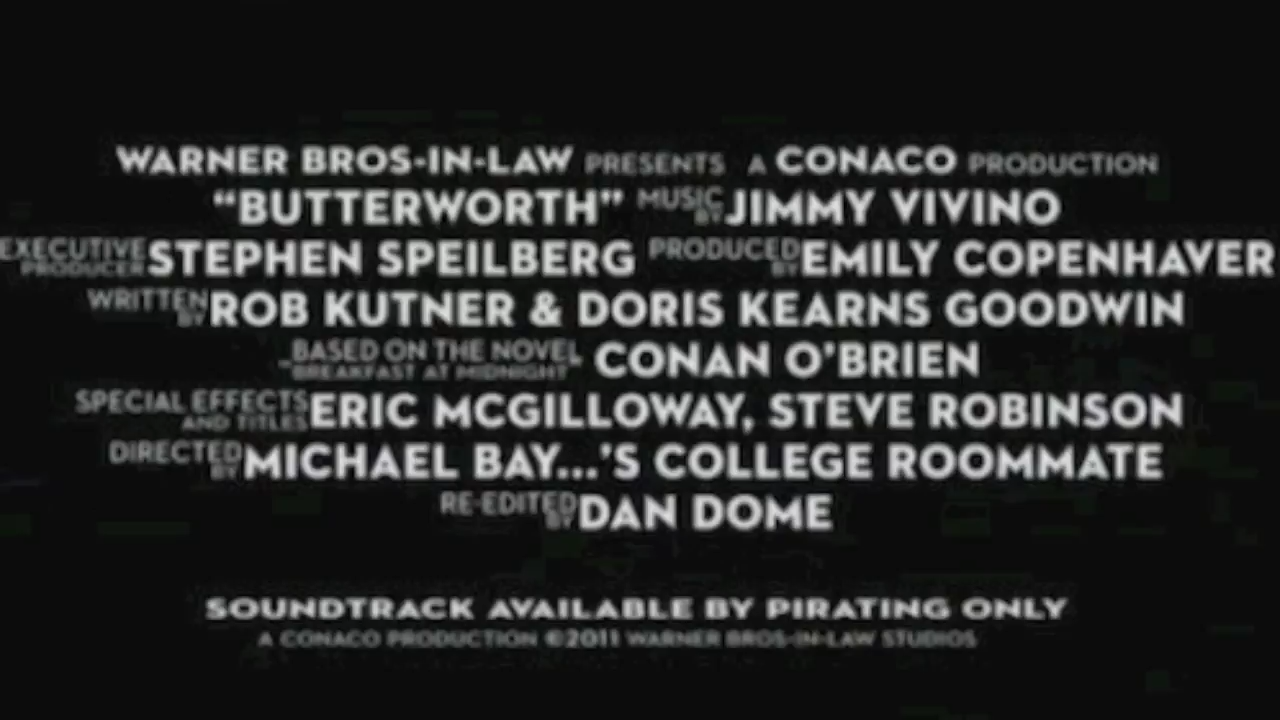 WARNER BROS-IN-LAW PRESENTS A CONACO PRODUCTION
“BUTTERWORTH” MUSIC BY JIMMY VIVINO
EXECUTIVE PRODUCER STEPHEN SPEILBERG PRODUCED BY EMILY COPENHAVER
WRITTEN BY ROB KUTNER & DORIS KEARNS GOODWIN
BASED ON THE NOVEL "BREAKFAST AT MIDNIGHT" CONAN O’BRIEN
SPECIAL EFFECTS AND TITLES ERIC MCGILLOWAY, STEVE ROBINSON
DIRECTED BY MICHAEL BAY...’S COLLEGE ROOMMATE
RE-EDITED BY DAN DOME
SOUNDTRACK AVAILABLE BY PIRATING ONLY
A CONACO PRODUCTION ©2011 WARNER BROS-IN-LAW STUDIOS